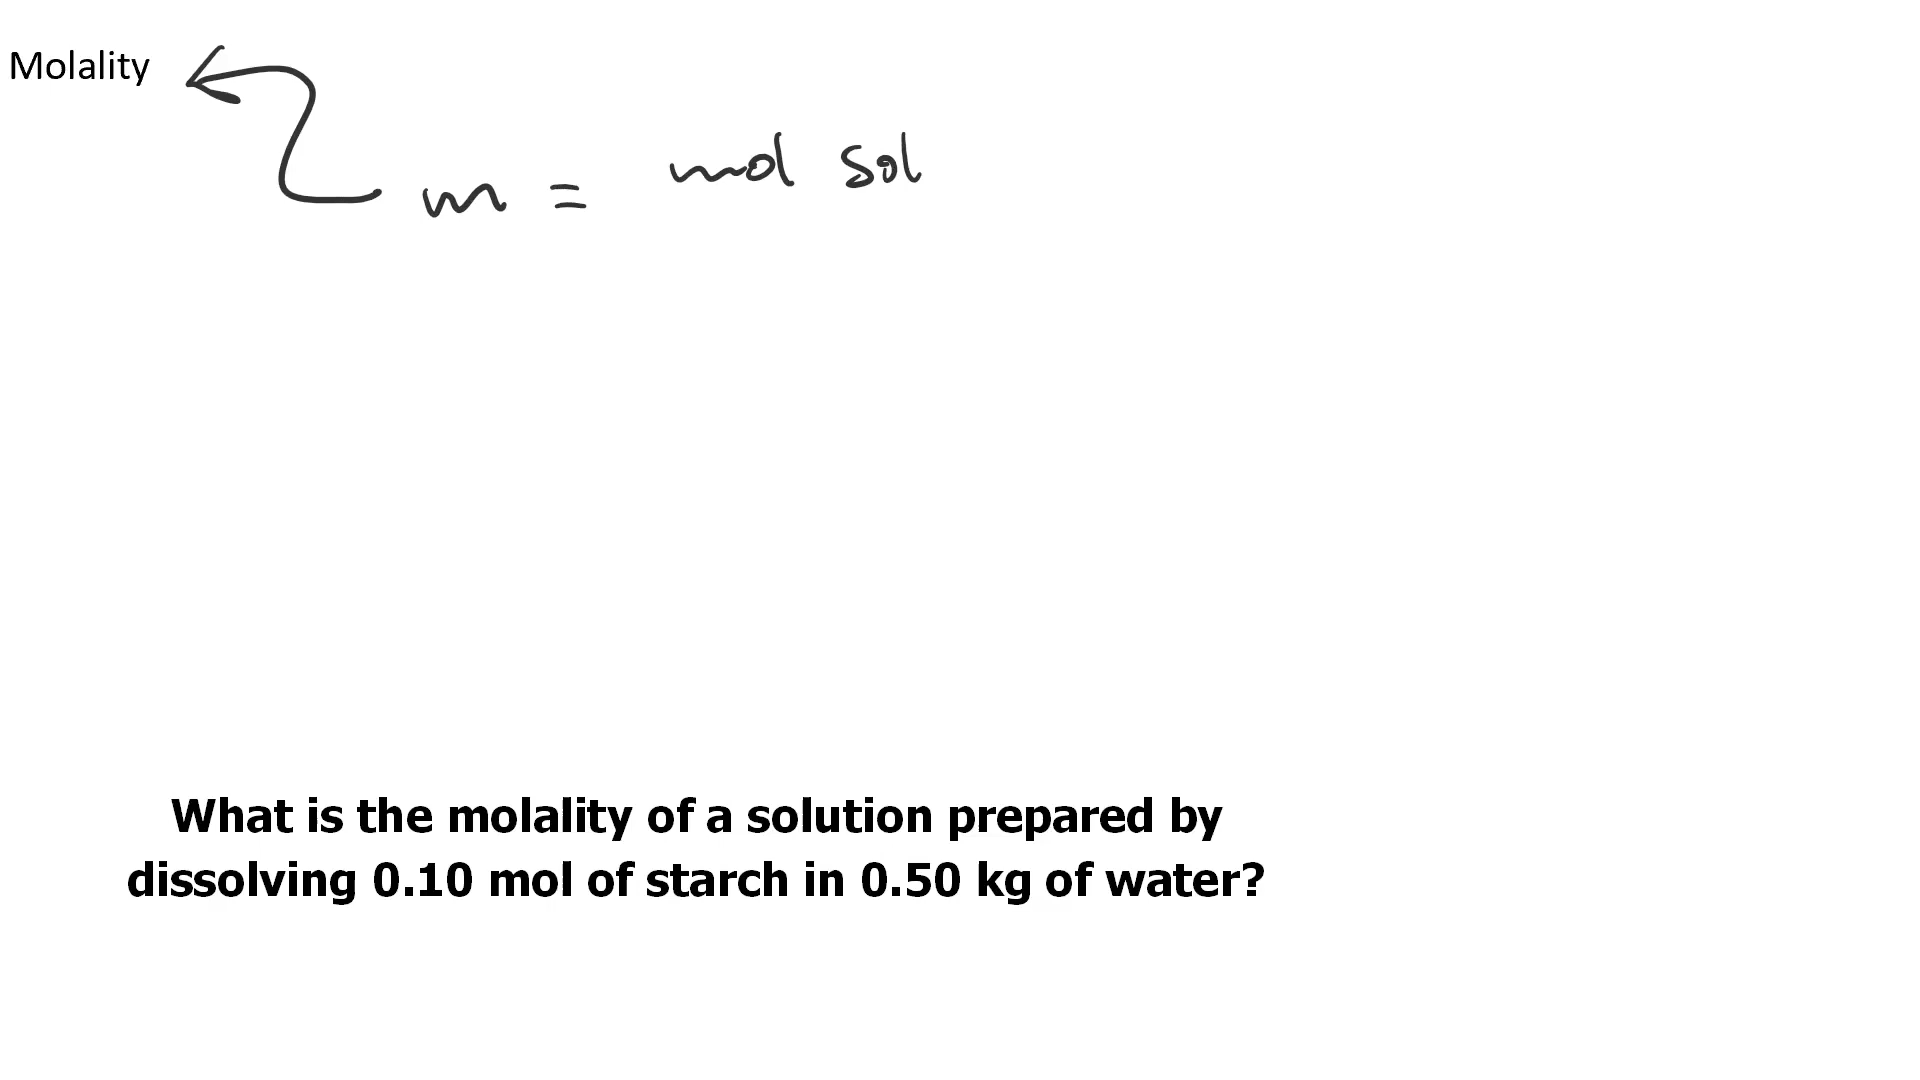 Molality
m = mol sol
What is the molality of a solution prepared by
dissolving 0.10 mol of starch in 0.50 kg of water?